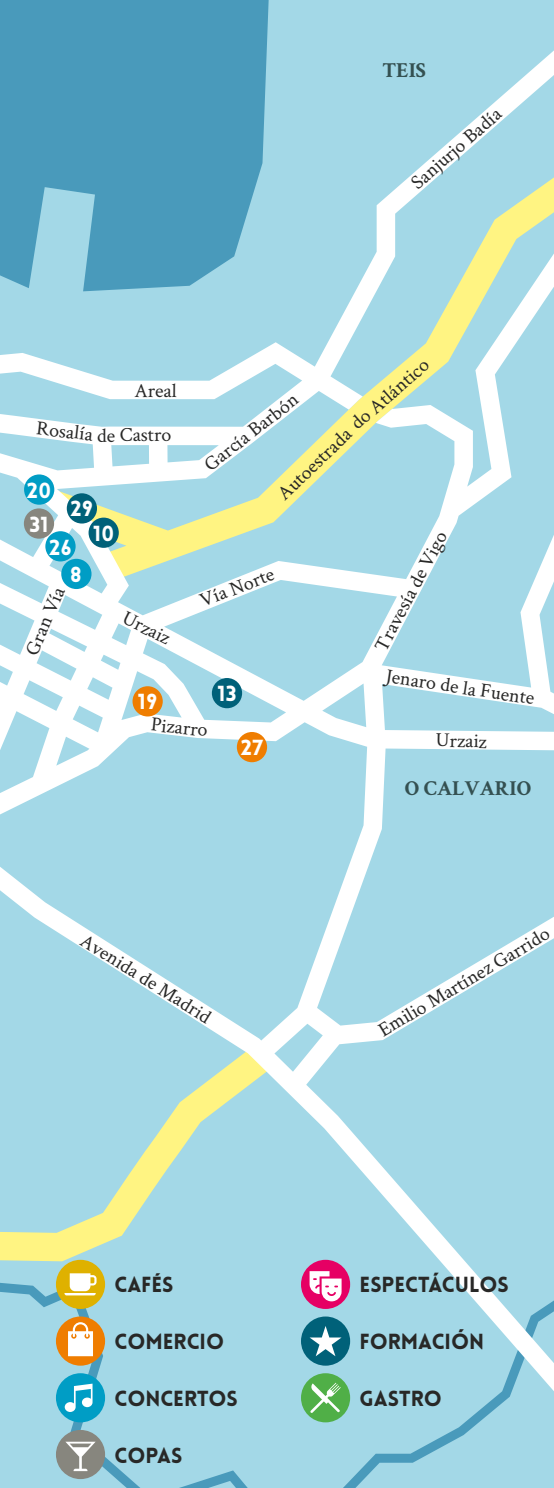 TEIS
Sanjurjo Badía
Autoestrada do Atlántico
Areal
García Barbón
Rosalía de Castro
20
29
31
10
26
8
Travesía de Vigo
Vía Norte
Gran Vía
Urzaiz
Jenaro de la Fuente
13
19
Pizarro
27
Urzaiz
O CALVARIO
Avenida de Madrid
Emilio Martínez Garrido
CAFÉS
COMERCIO
CONCERTOS
COPAS
ESPECTÁCULOS
FORMACIÓN
GASTRO